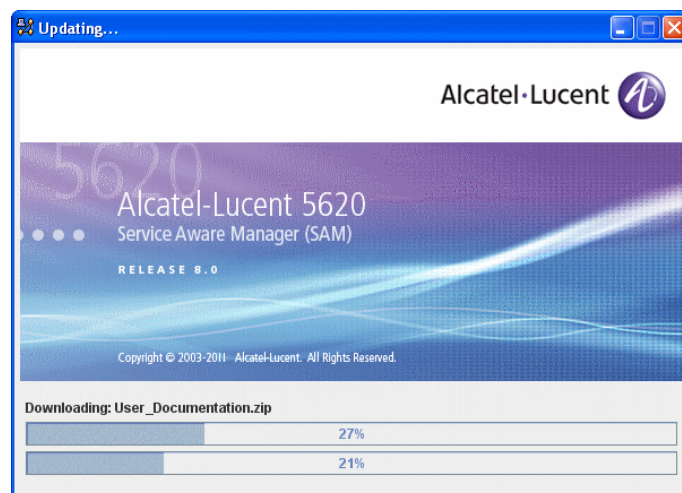 Updating...
Alcatel·Lucent
5620
Alcatel-Lucent 5620
Service Aware Manager (SAM)
RELEASE 8.0
Copyright © 2003-2011 Alcatel-Lucent. All Rights Reserved.
Downloading: User_Documentation.zip
27%
21%